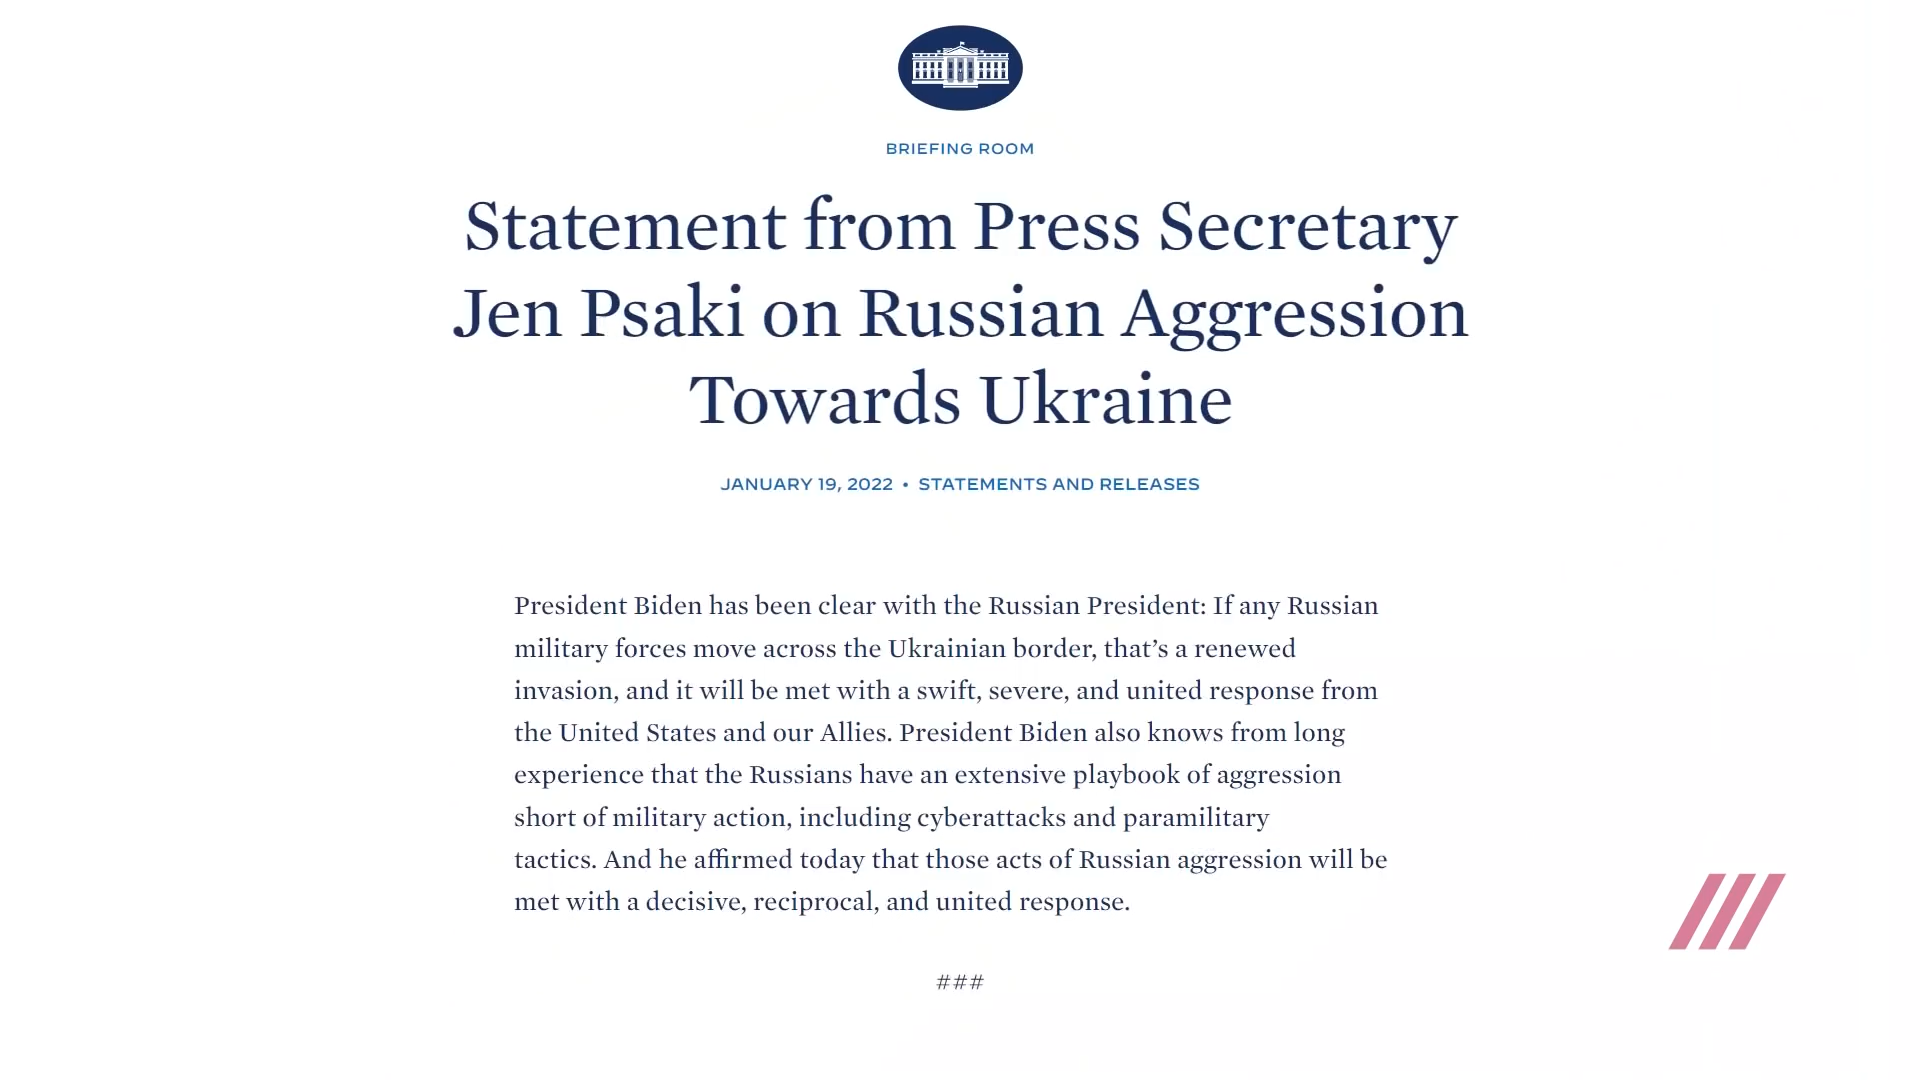 BRIEFING ROOM
Statement from Press Secretary
Jen Psaki on Russian Aggression
Towards Ukraine
JANUARY 19, 2022 • STATEMENTS AND RELEASES
President Biden has been clear with the Russian President: If any Russian
military forces move across the Ukrainian border, that’s a renewed
invasion, and it will be met with a swift, severe, and united response from
the United States and our Allies. President Biden also knows from long
experience that the Russians have an extensive playbook of aggression
short of military action, including cyberattacks and paramilitary
tactics. And he affirmed today that those acts of Russian aggression will be
met with a decisive, reciprocal, and united response.
###